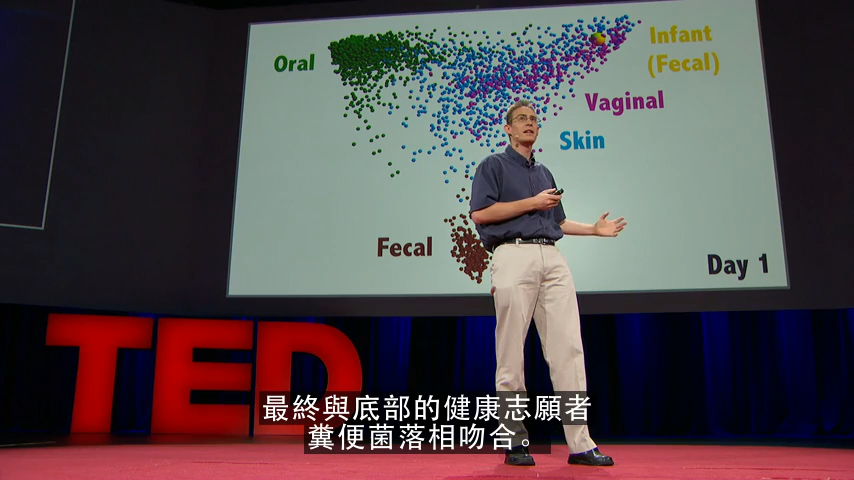 Oral
Infant
(Fecal)
Vaginal
Skin
Fecal
Day 1
TED
最終與底部的健康志願者
糞便菌落相吻合。